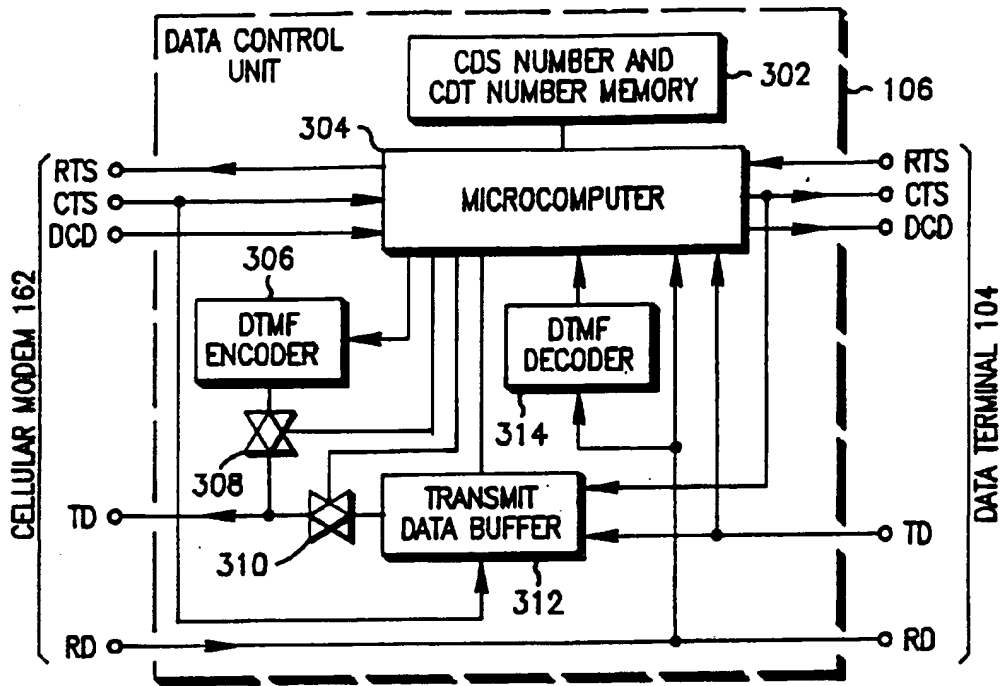 DATA CONTROL
UNIT
CDS NUMBER AND
CDT NUMBER MEMORY
302
106
304
RTS
CTS
DCD
MICROCOMPUTER
RTS
CTS
DCD
306
DTMF
ENCODER
DTMF
DECODER
314
308
CELLULAR MODEM 162
DATA TERMINAL 104
TD
310
TRANSMIT
DATA BUFFER
312
TD
RD
RD